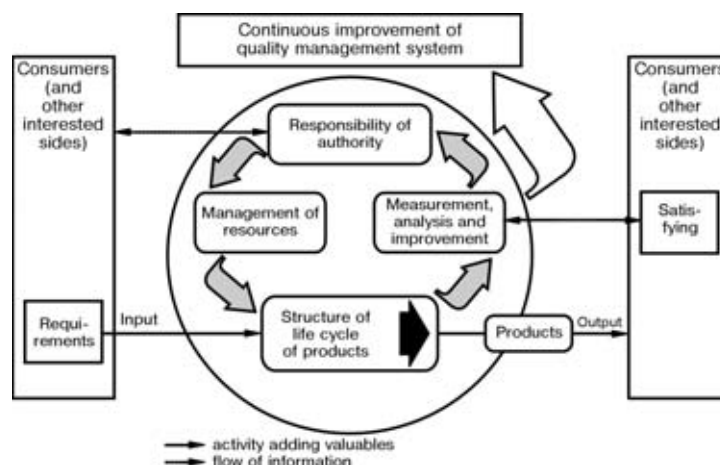 Continuous improvement of
quality management system
Consumers
(and
other
interested
sides)
Consumers
(and
other
interested
sides)
Responsibility of
authority
Management of
resources
Measurement,
analysis and
improvement
Satis-
fying
Requi-
rements
Input
Structure of
life cycle
of products
Products
Output
activity adding valuables
flow of information